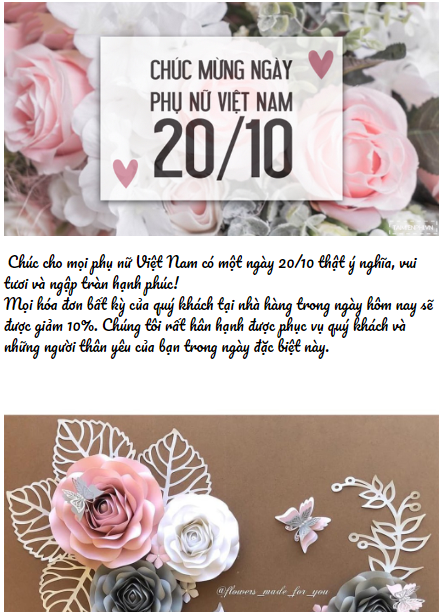 CHÚC MỪNG NGÀY
PHỤ NỮ VIỆT NAM
20/10
Chúc cho mọi phụ nữ Việt Nam có một ngày 20/10 thật ý nghĩa, vui
tươi và ngập tràn hạnh phúc!
Mọi hóa đơn bất kỳ của quý khách tại nhà hàng trong ngày hôm nay sẽ
được giảm 10%. Chúng tôi rất hân hạnh được phục vụ quý khách và
những người thân yêu của bạn trong ngày đặc biệt này.
@flowers_made_for_you